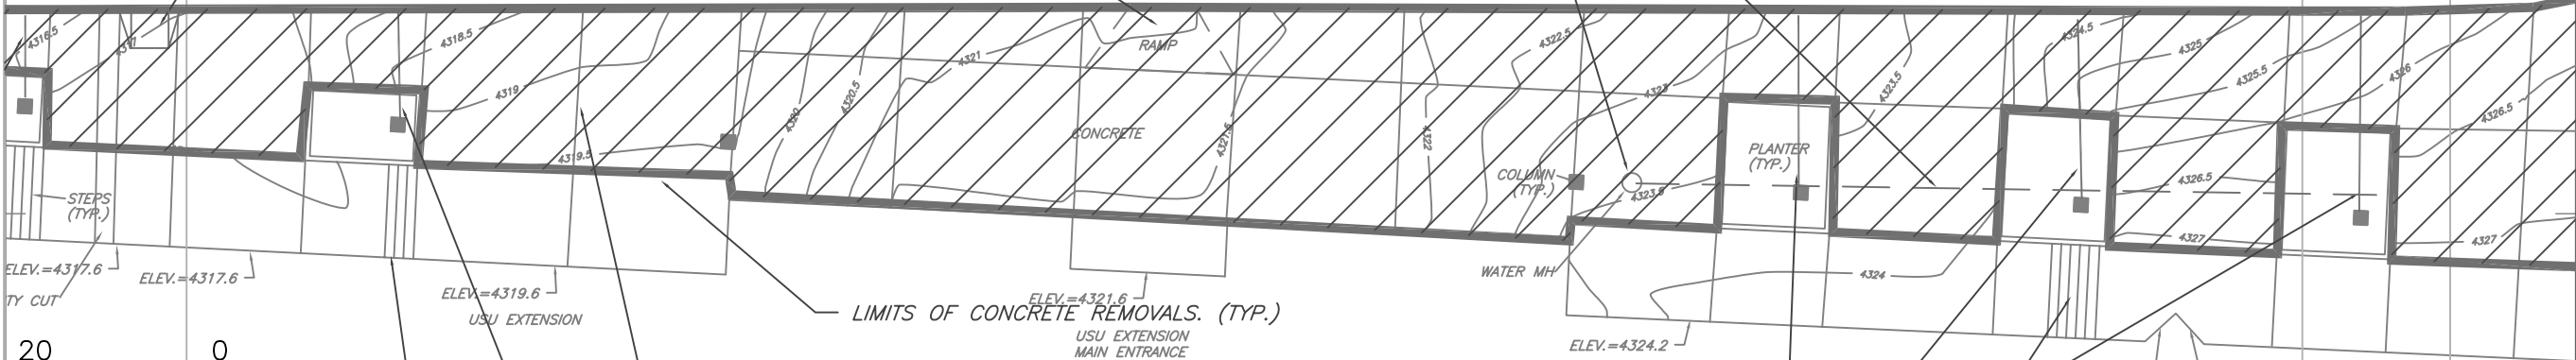 4316.5
4317
4318.5
4319
4319.5
4320
4320.5
4321
4321.5
RAMP
CONCRETE
4322
4322.5
4323
4323.5
4323.5
4324.5
4325
4325.5
4326
4326.5
4326.5
4327
4327
4324
COLUMN
(TYP.)
PLANTER
(TYP.)
WATER MH
STEPS
(TYP.)
ELEV.=4317.6
ELEV.=4317.6
TY CUT
ELEV.=4319.6
USU EXTENSION
ELEV.=4321.6
LIMITS OF CONCRETE REMOVALS. (TYP.)
USU EXTENSION
MAIN ENTRANCE
ELEV.=4324.2
20
0